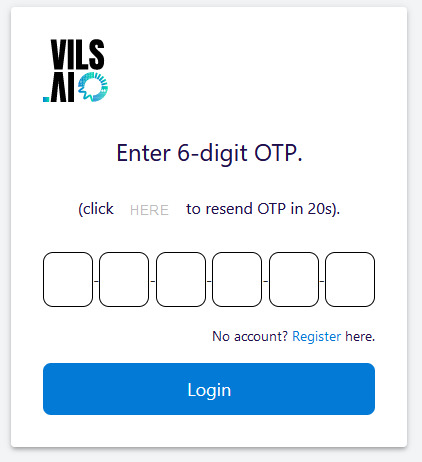 VILS
.AI
Enter 6-digit OTP.
(click HERE to resend OTP in 20s).
- - - - -
No account? Register here.
Login